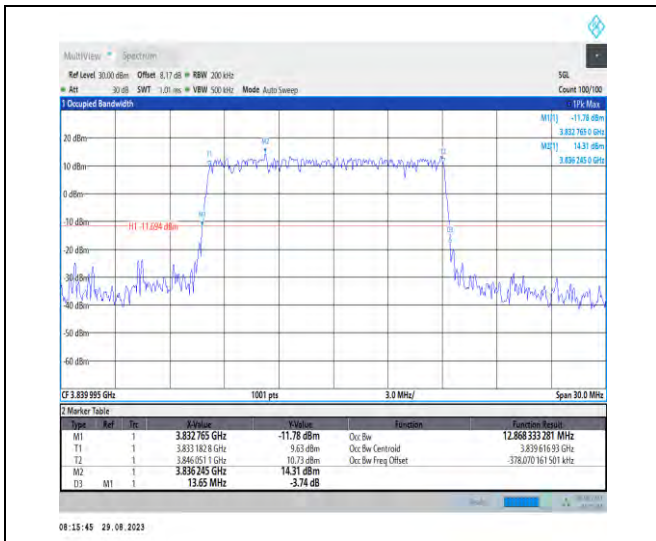 MultiView Spectrum
Ref Level 30.00 dBm Offset 8.17 dB RBW 200 kHz SGL
Att 30 dB SWT 1.01 ms VBW 500 kHz Mode Auto Sweep Count 100/100
1 Occupied Bandwidth 1Pk Max
M1[1] -11.78 dBm
3.832 765 0 GHz
M2[1] 14.31 dBm
3.836 245 0 GHz
20 dBm
M2
T1
T2
10 dBm
0 dBm
M1
-10 dBm
H1 -11.694 dBm
D3
-20 dBm
-30 dBm
-40 dBm
-50 dBm
-60 dBm
CF 3.839 995 GHz 1001 pts 3.0 MHz/ Span 30.0 MHz
2 Marker Table
Type Ref Trc X-Value Y-Value Function Function Result
M1 1 3.832 765 GHz -11.78 dBm Occ Bw 12.868 333 281 MHz
T1 1 3.833 182 8 GHz 9.63 dBm Occ Bw Centroid 3.839 616 93 GHz
T2 1 3.846 051 1 GHz 10.73 dBm Occ Bw Freq Offset -378.070 161 501 kHz
M2 1 3.836 245 GHz 14.31 dBm
D3 M1 1 13.65 MHz -3.74 dB
08:15:45 29.08.2023